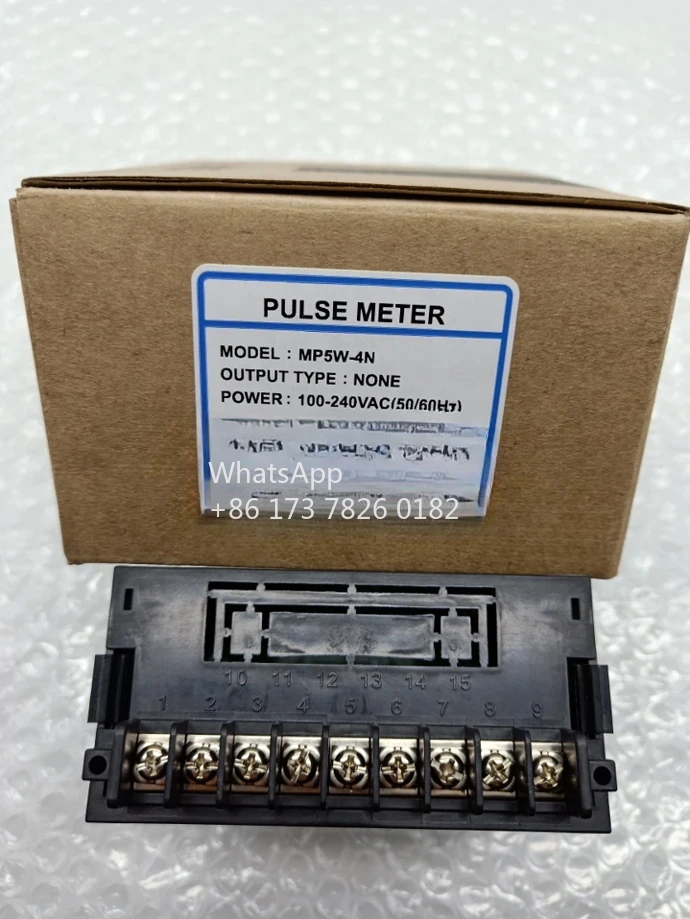 PULSE METER
MODEL : MP5W-4N
OUTPUT TYPE : NONE
POWER : 100-240VAC(50/60Hz)
WhatsApp
+86 173 7826 0182
10 11 12 13 14 15
1 2 3 4 5 6 7 8 9